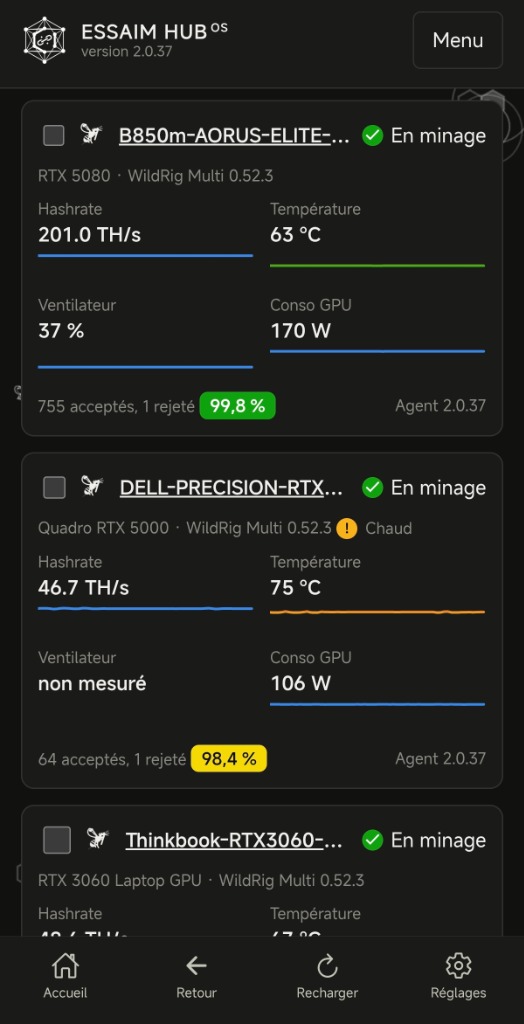 ESSAIM HUB OS
version 2.0.37
Menu
B850m-AORUS-ELITE-... En minage
RTX 5080 · WildRig Multi 0.52.3
Hashrate Température
201.0 TH/s 63 °C
Ventilateur Conso GPU
37 % 170 W
755 acceptés, 1 rejeté 99,8 % Agent 2.0.37
DELL-PRECISION-RTX... En minage
Quadro RTX 5000 · WildRig Multi 0.52.3 ! Chaud
Hashrate Température
46.7 TH/s 75 °C
Ventilateur Conso GPU
non mesuré 106 W
64 acceptés, 1 rejeté 98,4 % Agent 2.0.37
Thinkbook-RTX3060-... En minage
RTX 3060 Laptop GPU · WildRig Multi 0.52.3
Hashrate Température
Accueil Retour Recharger Réglages